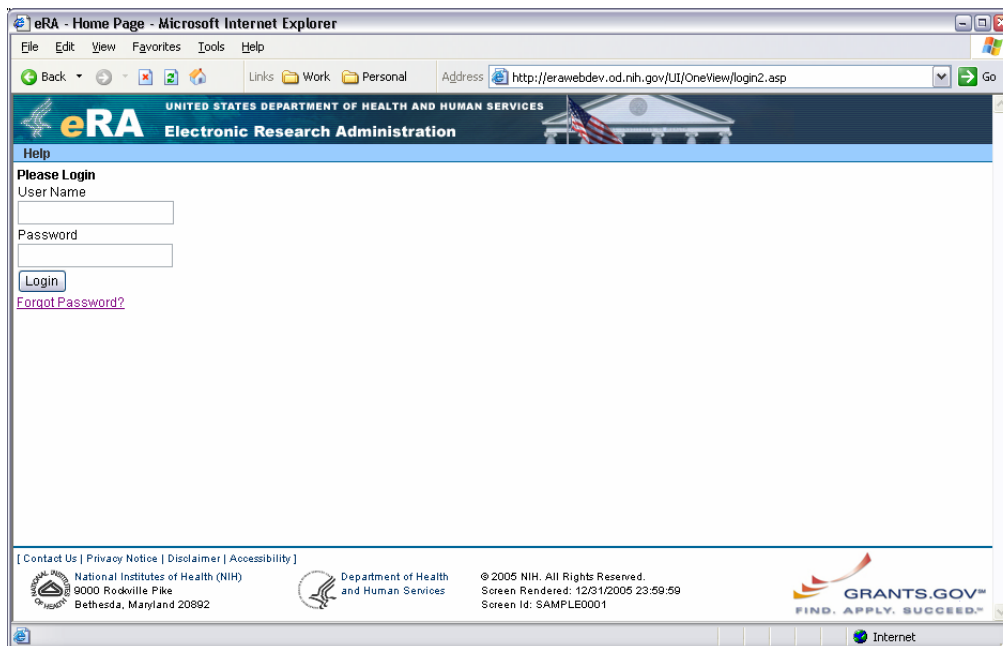 eRA - Home Page - Microsoft Internet Explorer
File Edit View Favorites Tools Help
Back Links Work Personal Address http://erawebdev.od.nih.gov/UI/OneView/login2.asp Go
UNITED STATES DEPARTMENT OF HEALTH AND HUMAN SERVICES
eRA Electronic Research Administration
Help
Please Login
User Name
Password
Login
Forgot Password?
[ Contact Us | Privacy Notice | Disclaimer | Accessibility ]
National Institutes of Health (NIH)
9000 Rockville Pike
Bethesda, Maryland 20892
Department of Health
and Human Services
© 2005 NIH. All Rights Reserved.
Screen Rendered: 12/31/2005 23:59:59
Screen Id: SAMPLE0001
GRANTS.GOV℠
FIND. APPLY. SUCCEED.℠
Internet